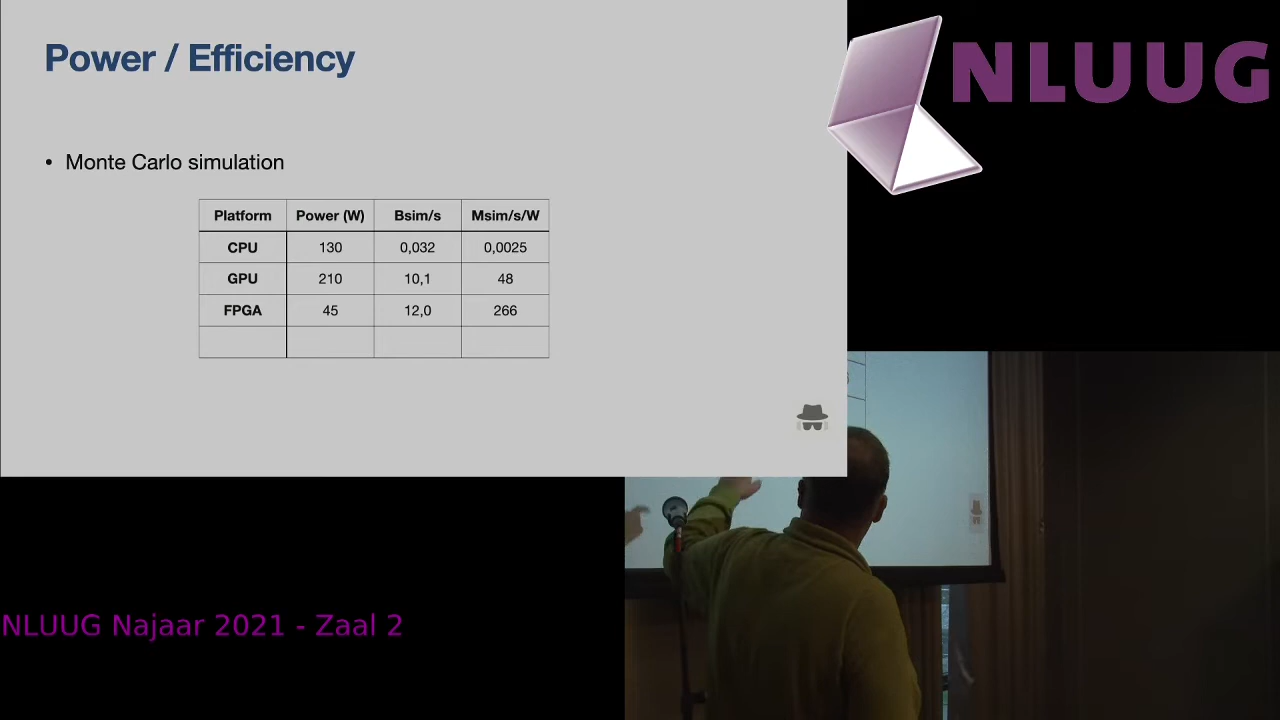 Power / Efficiency
NLUUG
• Monte Carlo simulation
Platform Power (W) Bsim/s Msim/s/W
CPU 130 0,032 0,0025
GPU 210 10,1 48
FPGA 45 12,0 266
NLUUG Najaar 2021 - Zaal 2